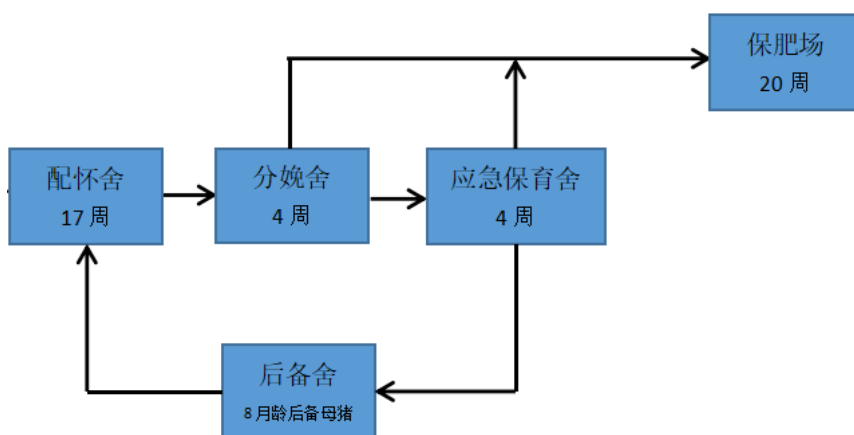 保肥场
20 周
配怀舍
17 周
分娩舍
4 周
应急保育舍
4 周
后备舍
8 月龄后备母猪